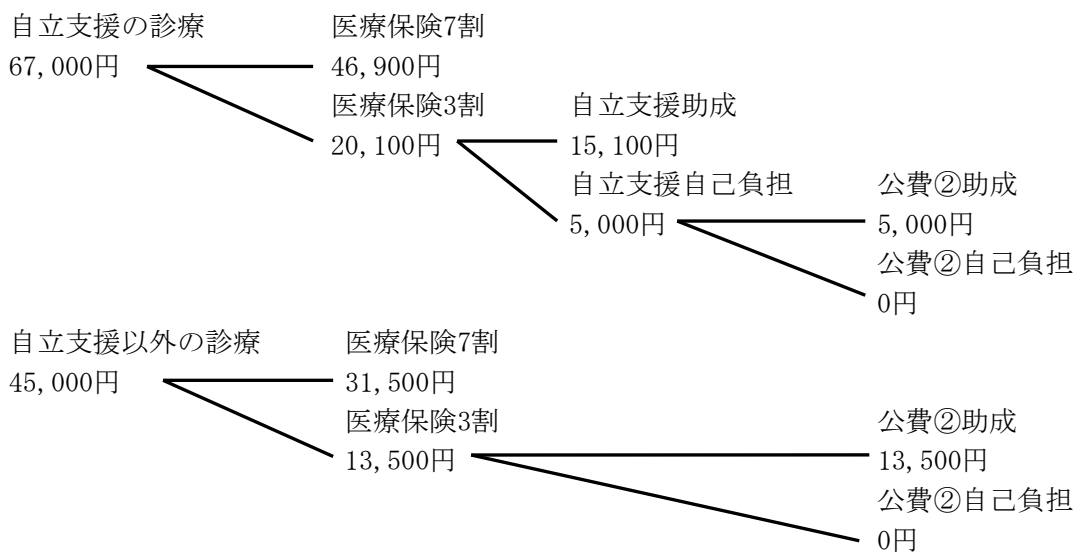 自立支援の診療 医療保険7割
67,000円 46,900円
医療保険3割 自立支援助成
20,100円 15,100円
自立支援自己負担 公費②助成
5,000円 5,000円
公費②自己負担
0円
自立支援以外の診療 医療保険7割
45,000円 31,500円
医療保険3割 公費②助成
13,500円 13,500円
公費②自己負担
0円